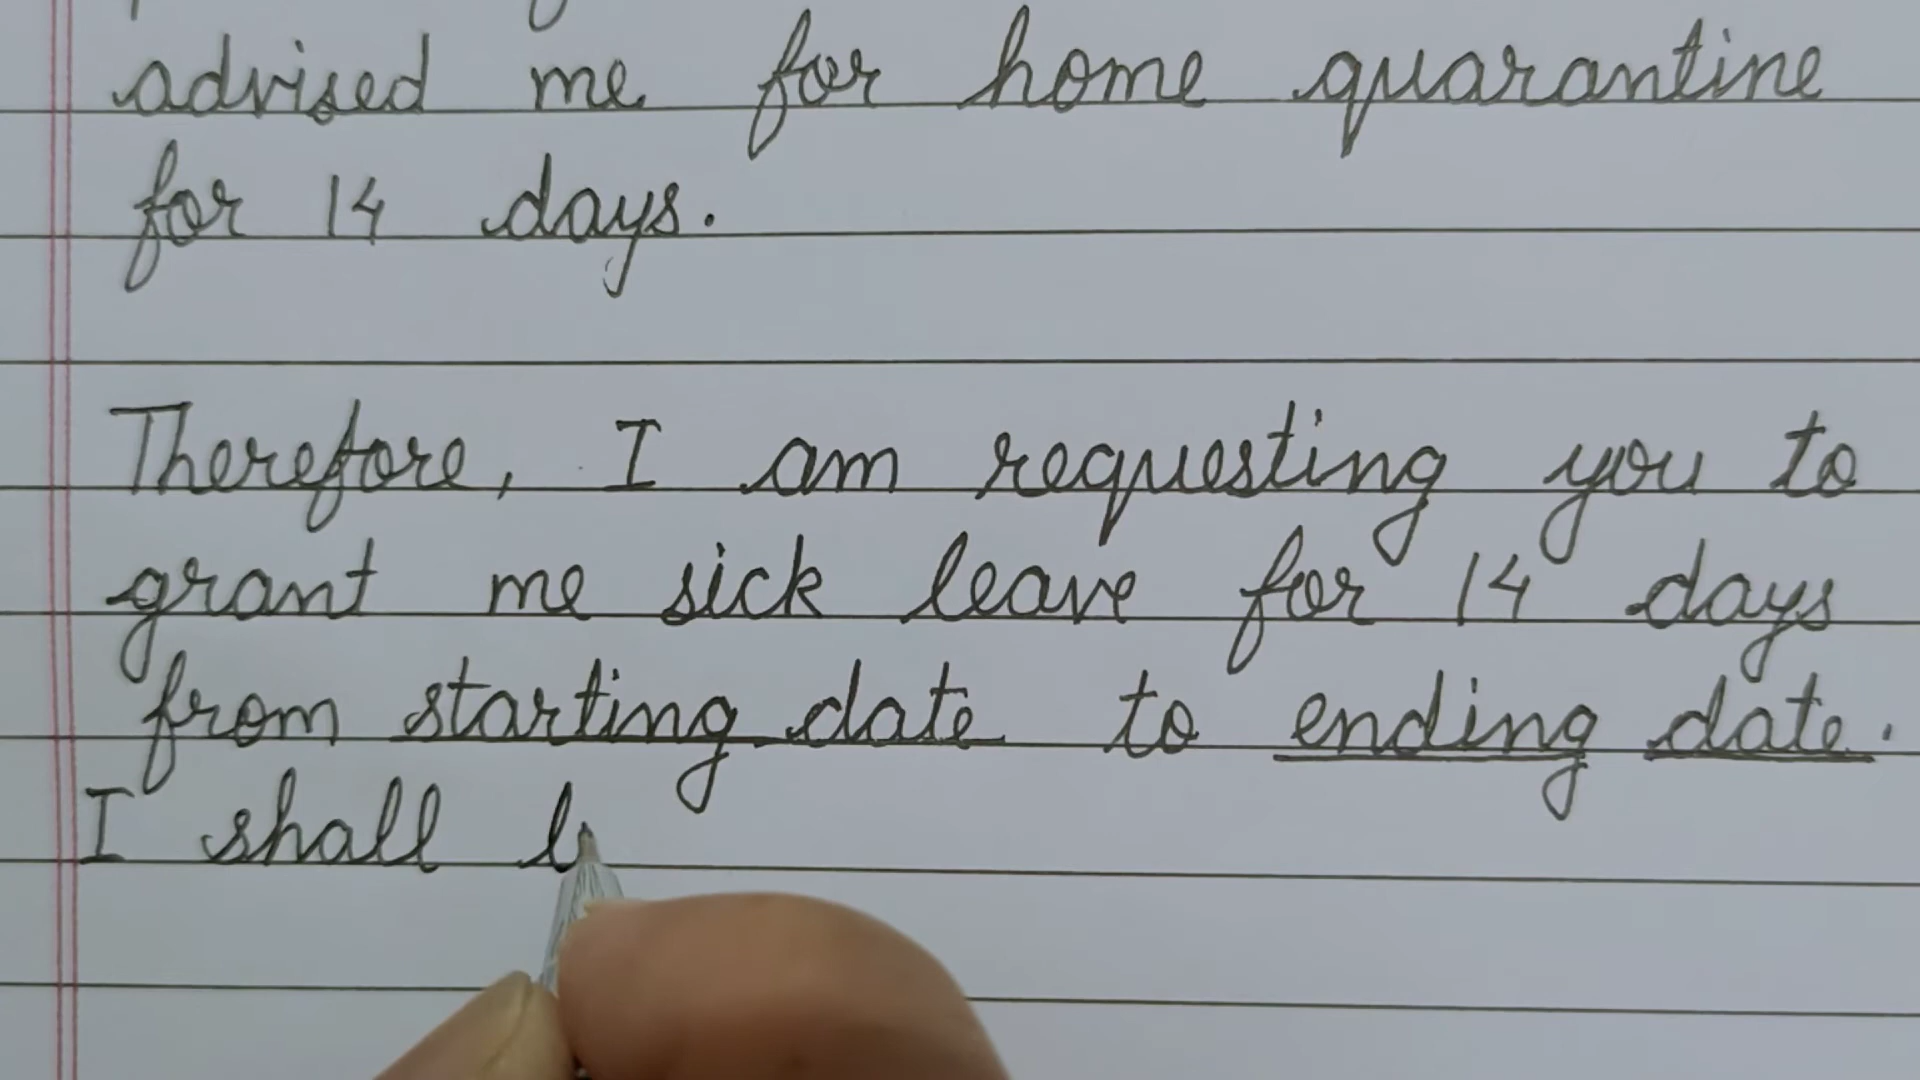 advised me for home quarantine
for 14 days.
Therefore, I am requesting you to
grant me sick leave for 14 days
from starting date to ending date.
I shall